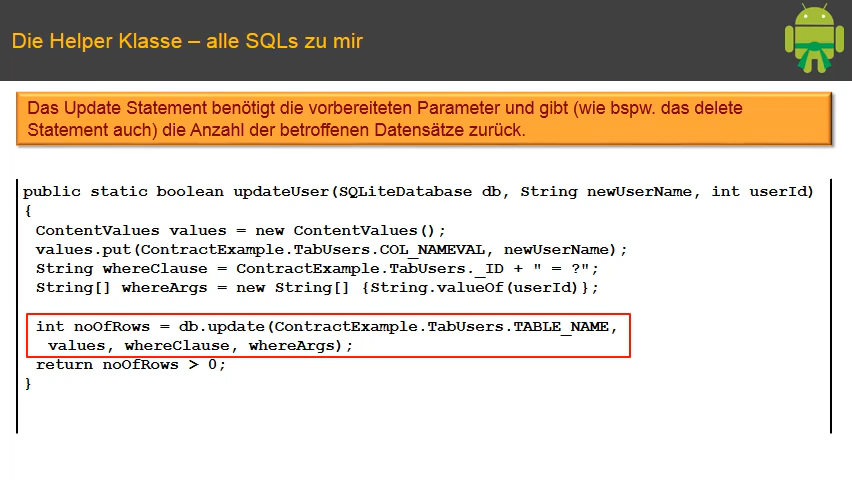 Die Helper Klasse – alle SQLs zu mir
Das Update Statement benötigt die vorbereiteten Parameter und gibt (wie bspw. das delete
Statement auch) die Anzahl der betroffenen Datensätze zurück.
public static boolean updateUser(SQLiteDatabase db, String newUserName, int userId)
{
ContentValues values = new ContentValues();
values.put(ContractExample.TabUsers.COL_NAMEVAL, newUserName);
String whereClause = ContractExample.TabUsers._ID + " = ?";
String[] whereArgs = new String[] {String.valueOf(userId)};
int noOfRows = db.update(ContractExample.TabUsers.TABLE_NAME,
values, whereClause, whereArgs);
return noOfRows > 0;
}